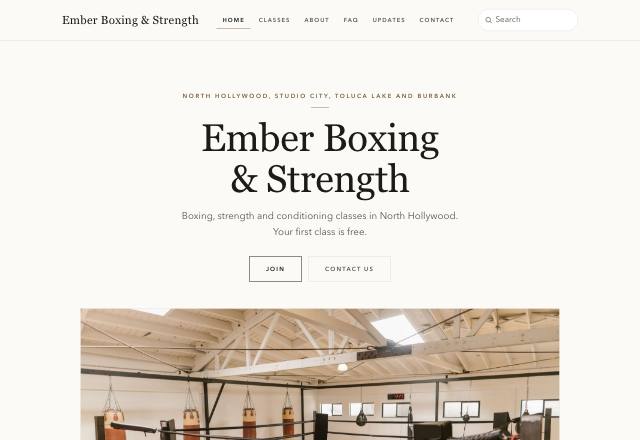 Ember Boxing & Strength
HOME CLASSES ABOUT FAQ UPDATES CONTACT
Search
NORTH HOLLYWOOD, STUDIO CITY, TOLUCA LAKE AND BURBANK
Ember Boxing
& Strength
Boxing, strength and conditioning classes in North Hollywood.
Your first class is free.
JOIN
CONTACT US